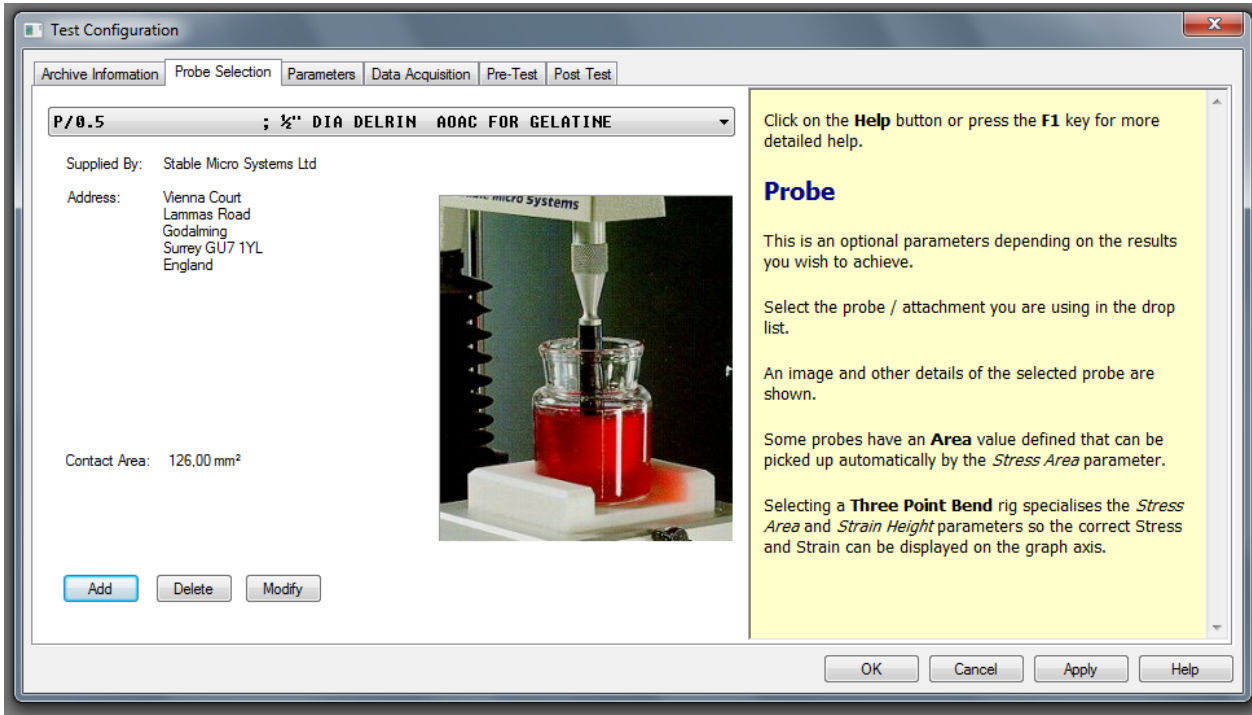 Test Configuration
Archive Information
Probe Selection
Parameters
Data Acquisition
Pre-Test
Post Test
P/0.5 ; ½" DIA DELRIN AOAC FOR GELATINE
Supplied By: Stable Micro Systems Ltd
Address: Vienna Court
Lammas Road
Godalming
Surrey GU7 1YL
England
Micro Systems
Contact Area: 126,00 mm²
Add
Delete
Modify
Click on the Help button or press the F1 key for more
detailed help.
Probe
This is an optional parameters depending on the results
you wish to achieve.
Select the probe / attachment you are using in the drop
list.
An image and other details of the selected probe are
shown.
Some probes have an Area value defined that can be
picked up automatically by the Stress Area parameter.
Selecting a Three Point Bend rig specialises the Stress
Area and Strain Height parameters so the correct Stress
and Strain can be displayed on the graph axis.
OK
Cancel
Apply
Help